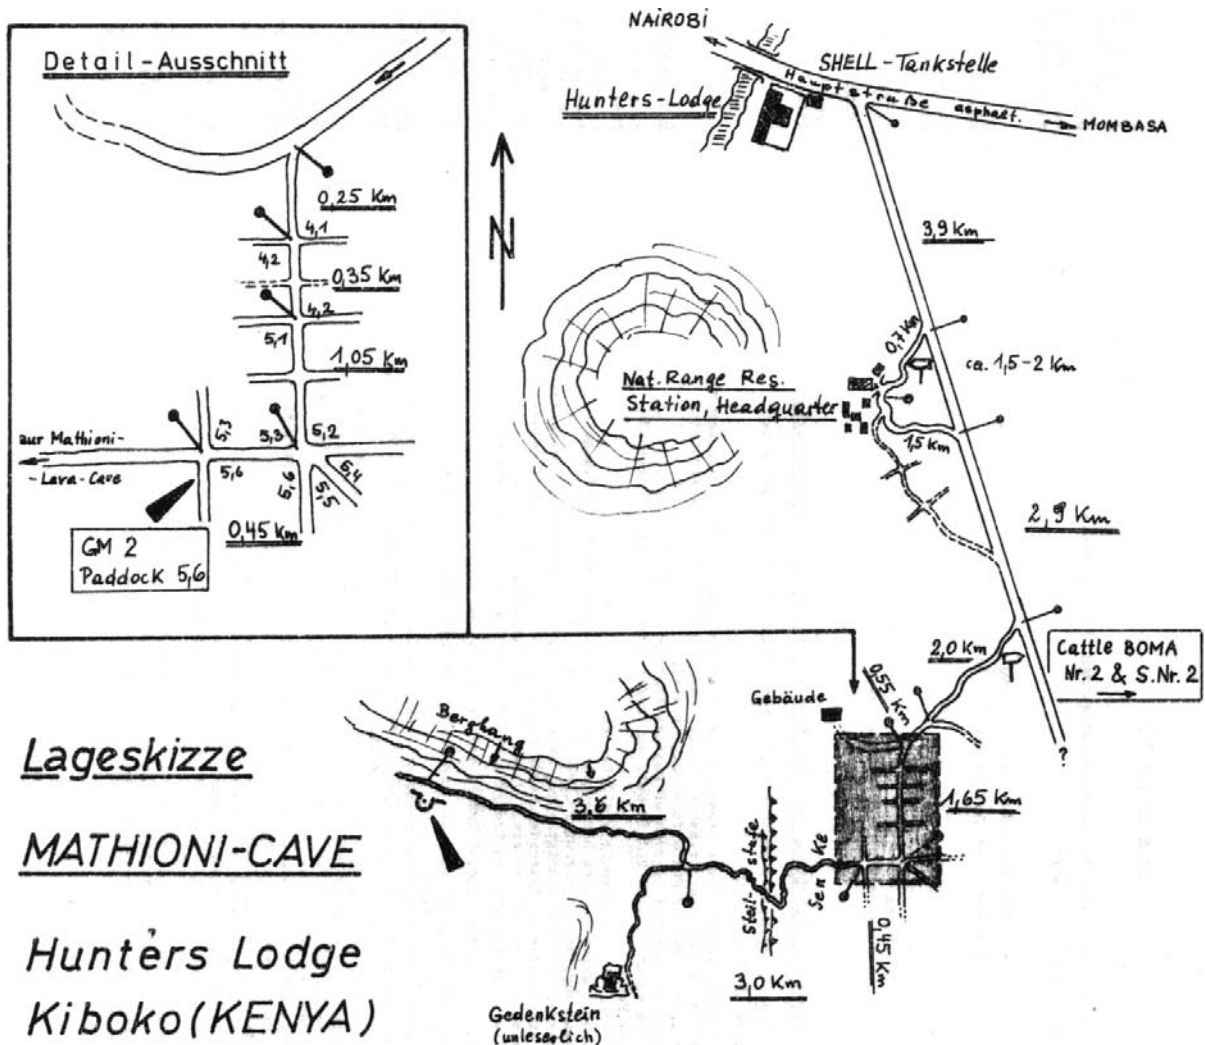 Detail-Ausschnitt
0,25 Km
4,1
4,2
0,35 Km
4,2
5,1
1,05 Km
5,3
5,3
5,2
zur Mathioni-
-Lava-Cave
5,6
5,6
5,5
5,4
0,45 Km
GM 2
Paddock 5,6
NAiROBi
SHELL-Tankstelle
Hauptstraße asphalt.
MOMBASA
Hunters-Lodge
N
3,9 Km
0,7 Km
ca. 1,5-2 Km
Nat. Range Res.
Station, Headquarter
1,5 Km
2,9 Km
2,0 Km
Cattle BOMA
Nr. 2 & S.Nr. 2
0,55 Km
Gebäude
?
Berghang
3,6 Km
1,65 Km
Steil-stufe
0,45 Km
3,0 Km
Gedenkstein
(unleserlich)
Lageskizze
MATHIONI-CAVE
Hunters Lodge
Kiboko (KENYA)